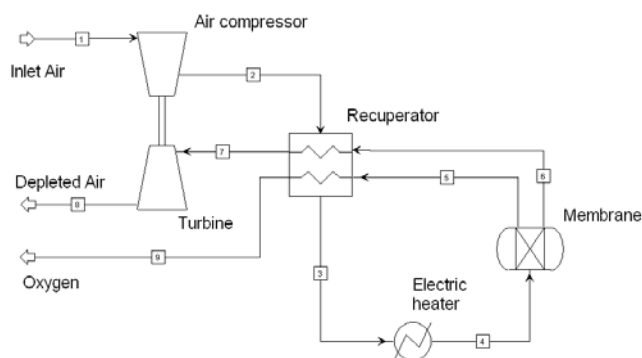 Air compressor
1
2
Inlet Air
Recuperator
7
6
5
Depleted Air
8
Turbine
Membrane
9
Oxygen
3
Electric
heater
4